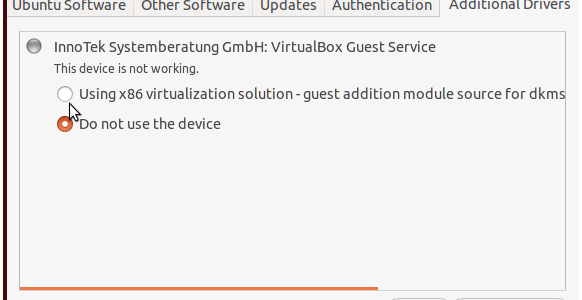 Ubuntu Software Other Software Updates Authentication Additional Drivers
InnoTek Systemberatung GmbH: VirtualBox Guest Service
This device is not working.
Using x86 virtualization solution - guest addition module source for dkms
Do not use the device